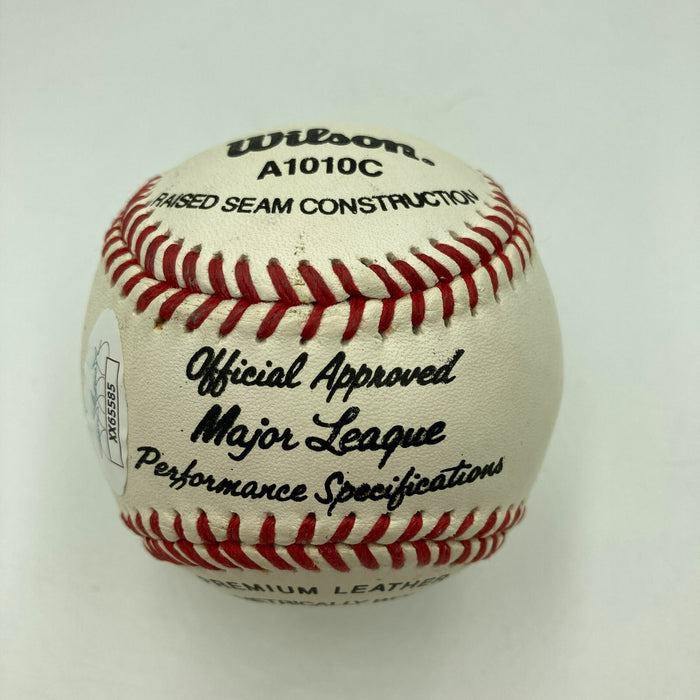 Wilson®
A1010C
RAISED SEAM CONSTRUCTION
Official Approved
Major League
Performance Specifications
XX65585
PREMIUM LEATHER